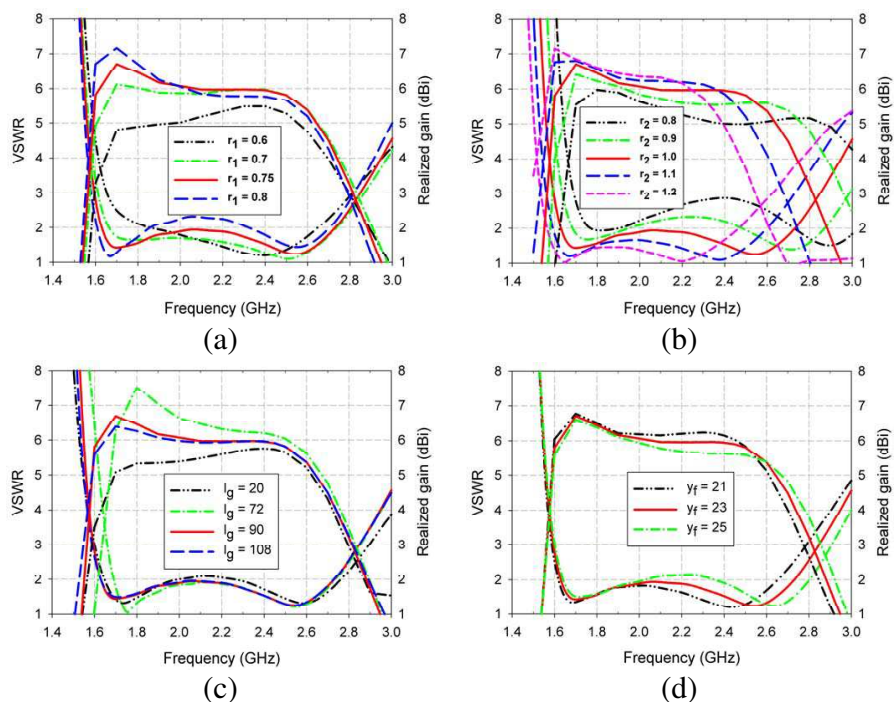 8 8
7 7
6 6
5 5
4 4
3 3
2 2
1 1
VSWR
Realized gain (dBi)
r1 = 0.6
r1 = 0.7
r1 = 0.75
r1 = 0.8
1.4 1.6 1.8 2.0 2.2 2.4 2.6 2.8 3.0
Frequency (GHz)
(a)
8 8
7 7
6 6
5 5
4 4
3 3
2 2
1 1
VSWR
Realized gain (dBi)
r2 = 0.8
r2 = 0.9
r2 = 1.0
r2 = 1.1
r2 = 1.2
1.4 1.6 1.8 2.0 2.2 2.4 2.6 2.8 3.0
Frequency (GHz)
(b)
8 8
7 7
6 6
5 5
4 4
3 3
2 2
1 1
VSWR
Realized gain (dBi)
lg = 20
lg = 72
lg = 90
lg = 108
1.4 1.6 1.8 2.0 2.2 2.4 2.6 2.8 3.0
Frequency (GHz)
(c)
8 8
7 7
6 6
5 5
4 4
3 3
2 2
1 1
VSWR
Realized gain (dBi)
yf = 21
yf = 23
yf = 25
1.4 1.6 1.8 2.0 2.2 2.4 2.6 2.8 3.0
Frequency (GHz)
(d)